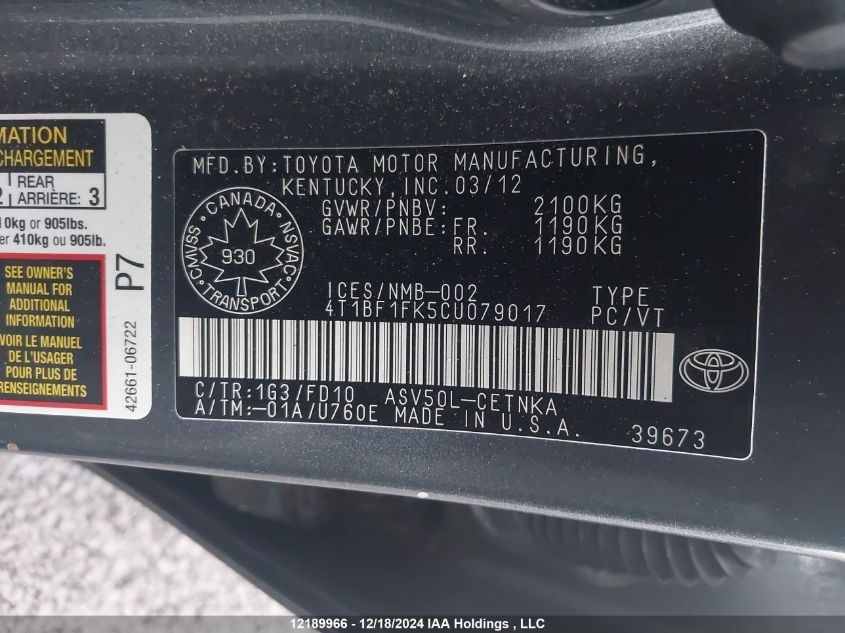 MATION
CHARGEMENT
2 REAR
ARRIÈRE: 3
10kg or 905lbs.
er 410kg ou 905lb.
SEE OWNER'S
MANUAL FOR
ADDITIONAL
INFORMATION
VOIR LE MANUEL
DE L'USAGER
POUR PLUS DE
RENSEIGNEMENTS
P7
42661-06722
MFD.BY:TOYOTA MOTOR MANUFACTURING,
KENTUCKY,INC.03/12
GVWR/PNBV: 2100KG
GAWR/PNBE:FR. 1190KG
RR. 1190KG
CANADA
CMVSS NSVAC
930
TRANSPORT
ICES/NMB-002 TYPE
4T1BF1FK5CU079017 PC/VT
C/TR:1G3/FD10 ASV50L-CETNKA
A/TM:-01A/U760E MADE IN U.S.A. 39673
12189966 - 12/18/2024 IAA Holdings , LLC